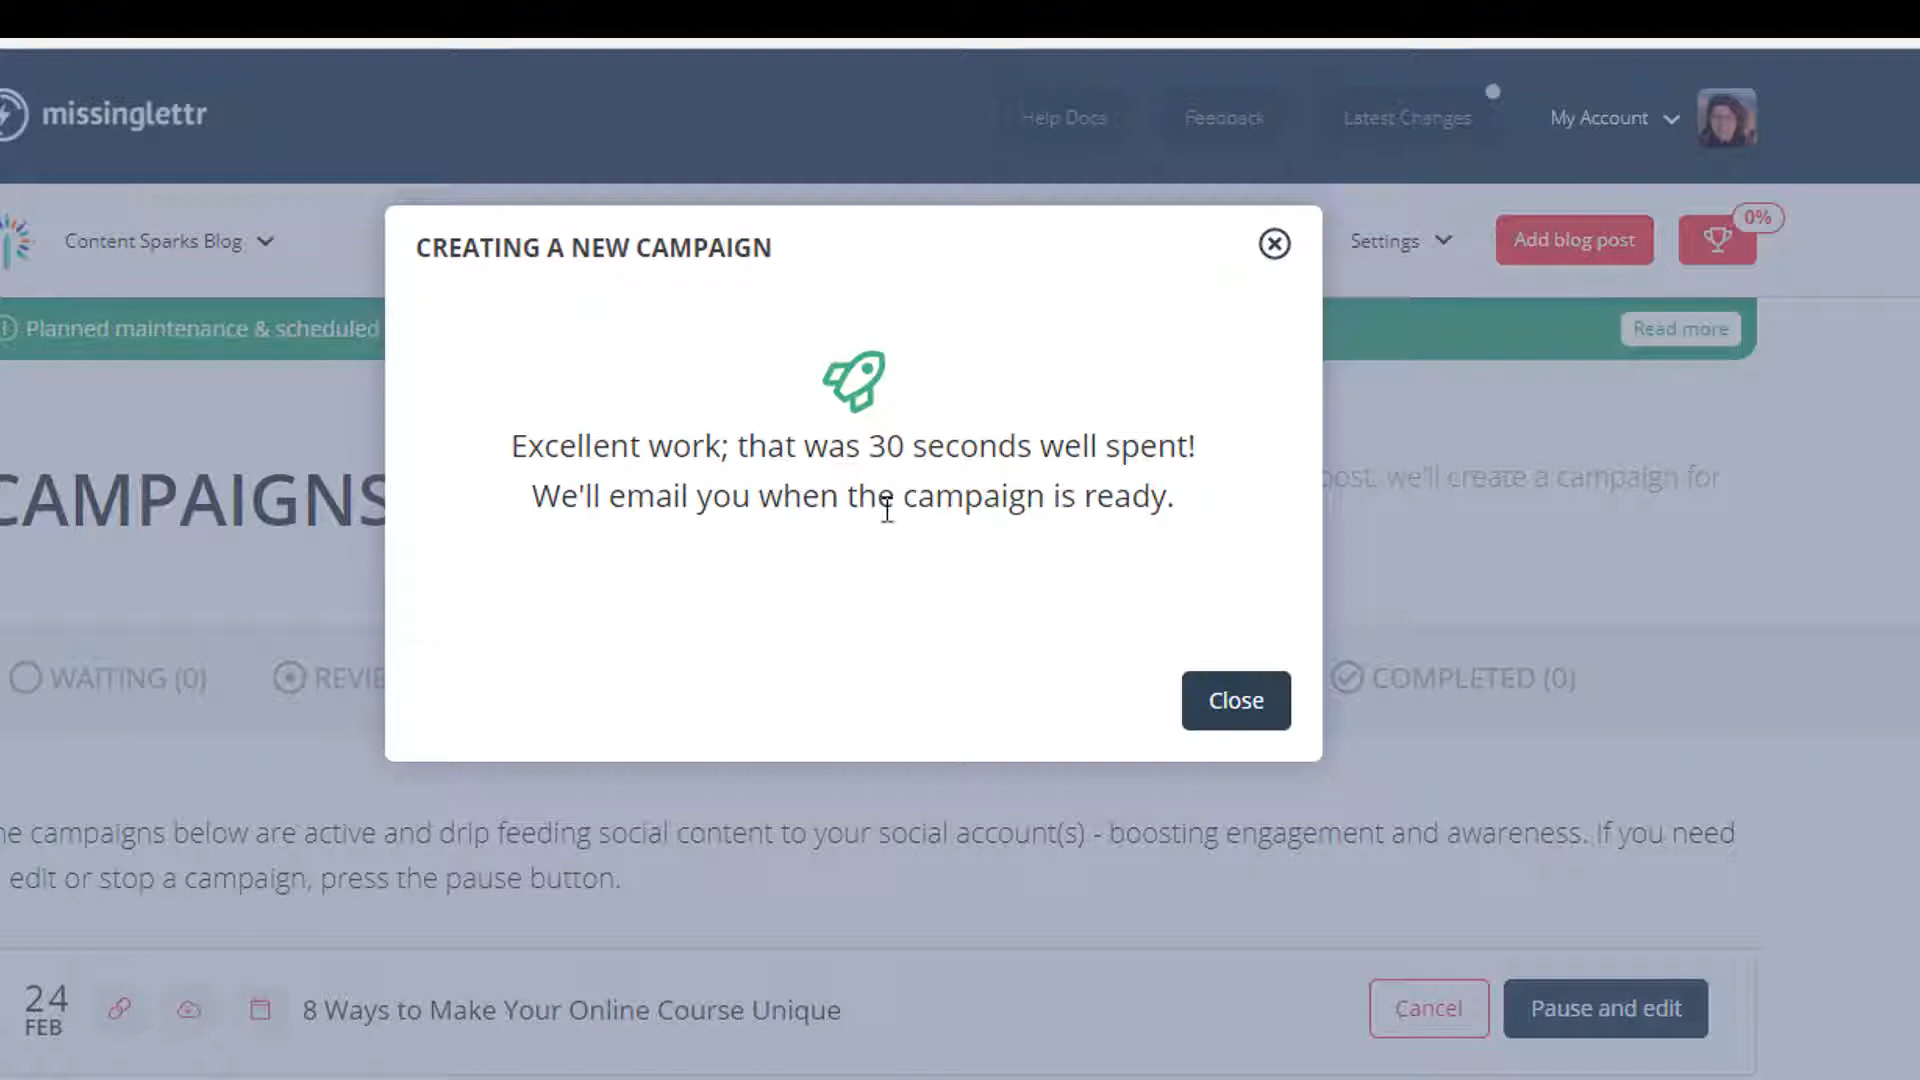 missinglettr
Help Docs
Feedback
Latest Changes
My Account
Content Sparks Blog
Settings
Add blog post
0%
Planned maintenance & scheduled
Read more
CREATING A NEW CAMPAIGN
Excellent work; that was 30 seconds well spent!
We'll email you when the campaign is ready.
Close
CAMPAIGNS
post, we'll create a campaign for
WAITING (0)
REVIE
COMPLETED (0)
he campaigns below are active and drip feeding social content to your social account(s) - boosting engagement and awareness. If you need
edit or stop a campaign, press the pause button.
24
FEB
8 Ways to Make Your Online Course Unique
Cancel
Pause and edit